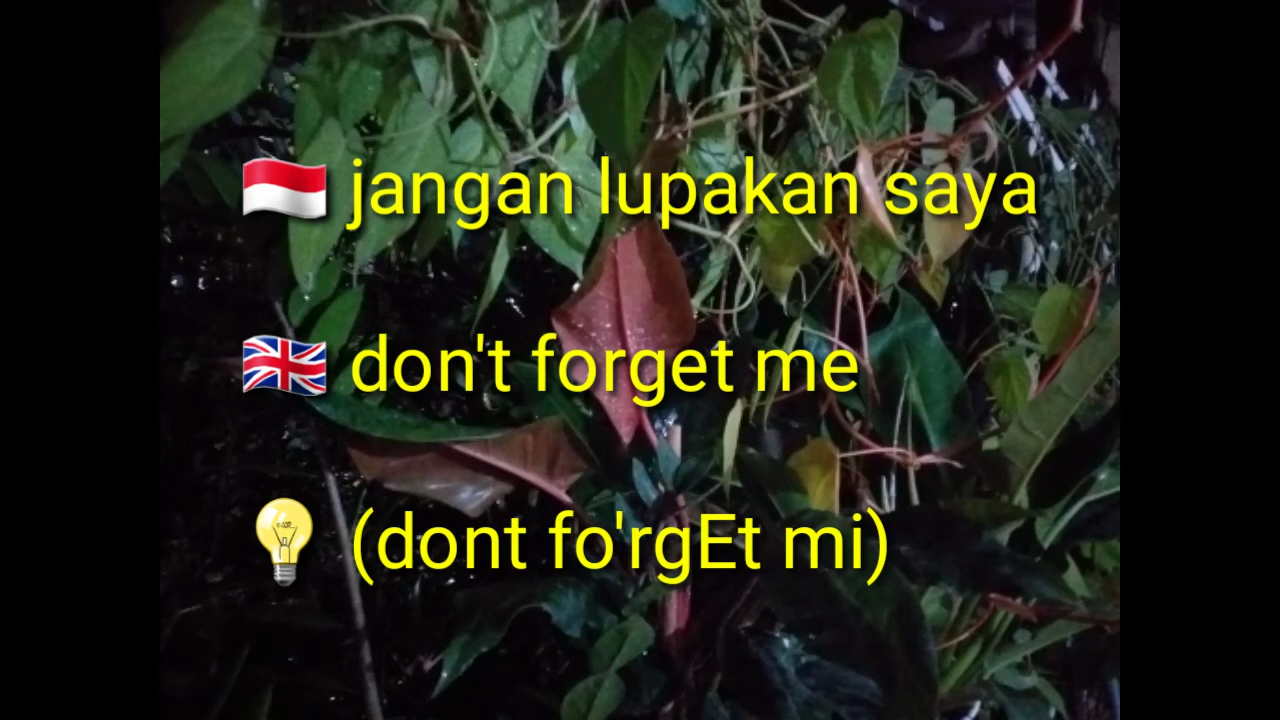 🇮🇩 jangan lupakan saya
🇬🇧 don't forget me
💡 (dont fo'rgEt mi)